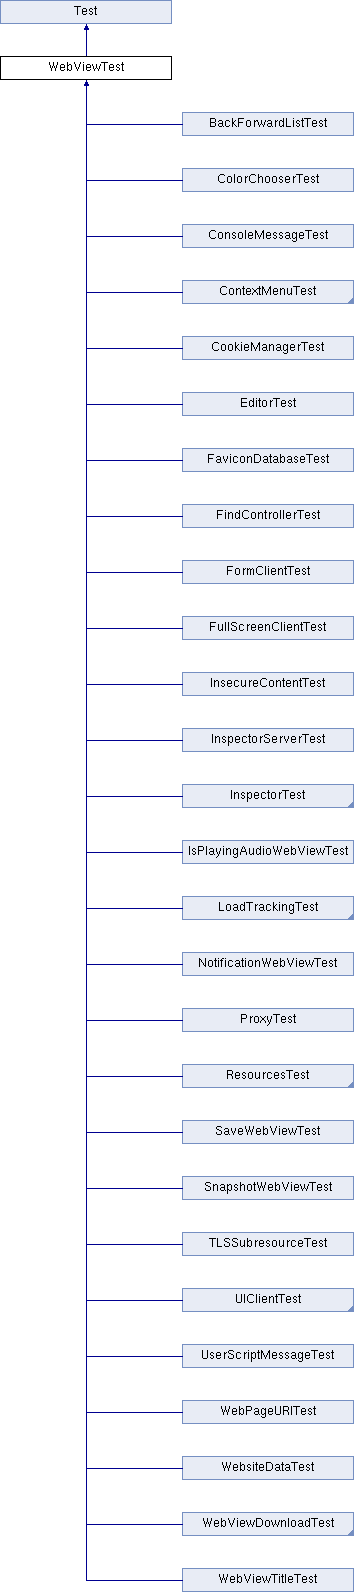 Test
WebViewTest
BackForwardListTest
ColorChooserTest
ConsoleMessageTest
ContextMenuTest
CookieManagerTest
EditorTest
FaviconDatabaseTest
FindControllerTest
FormClientTest
FullScreenClientTest
InsecureContentTest
InspectorServerTest
InspectorTest
IsPlayingAudioWebViewTest
LoadTrackingTest
NotificationWebViewTest
ProxyTest
ResourcesTest
SaveWebViewTest
SnapshotWebViewTest
TLSSubresourceTest
UIClientTest
UserScriptMessageTest
WebPageURITest
WebsiteDataTest
WebViewDownloadTest
WebViewTitleTest